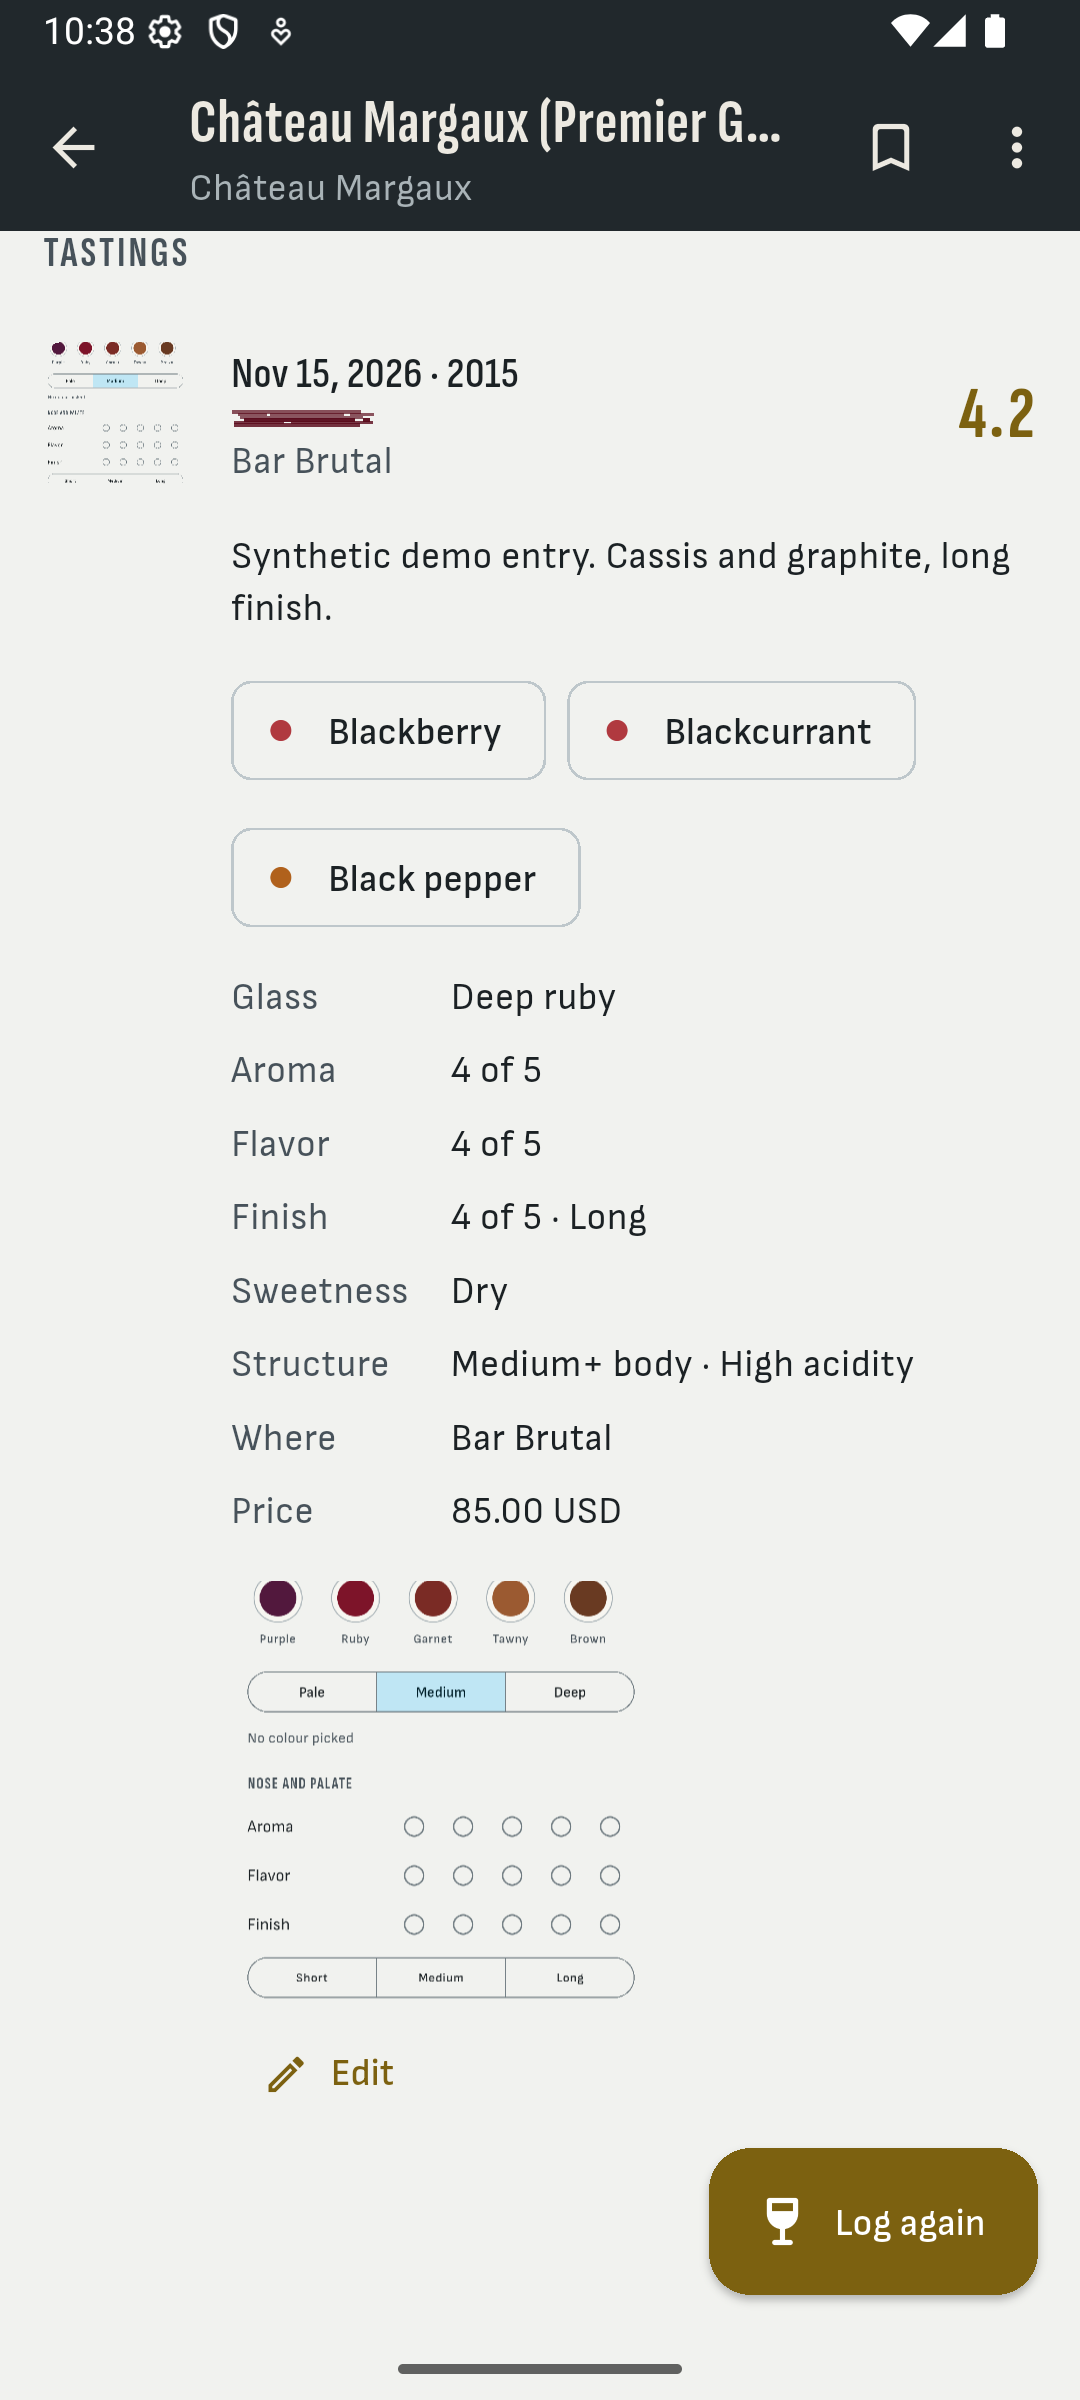 10:38
Château Margaux (Premier G...
Château Margaux
TASTINGS
Nov 15, 2026 · 2015
4.2
Bar Brutal
Synthetic demo entry. Cassis and graphite, long
finish.
Blackberry
Blackcurrant
Black pepper
Glass Deep ruby
Aroma 4 of 5
Flavor 4 of 5
Finish 4 of 5 · Long
Sweetness Dry
Structure Medium+ body · High acidity
Where Bar Brutal
Price 85.00 USD
Purple Ruby Garnet Tawny Brown
Pale Medium Deep
No colour picked
NOSE AND PALATE
Aroma
Flavor
Finish
Short Medium Long
Edit
Log again